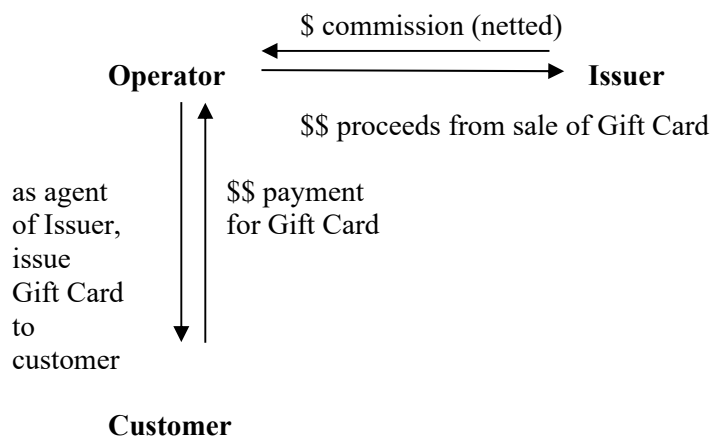 $ commission (netted)
Operator
Issuer
$$ proceeds from sale of Gift Card
as agent
of Issuer,
issue
Gift Card
to
customer
$$ payment
for Gift Card
Customer